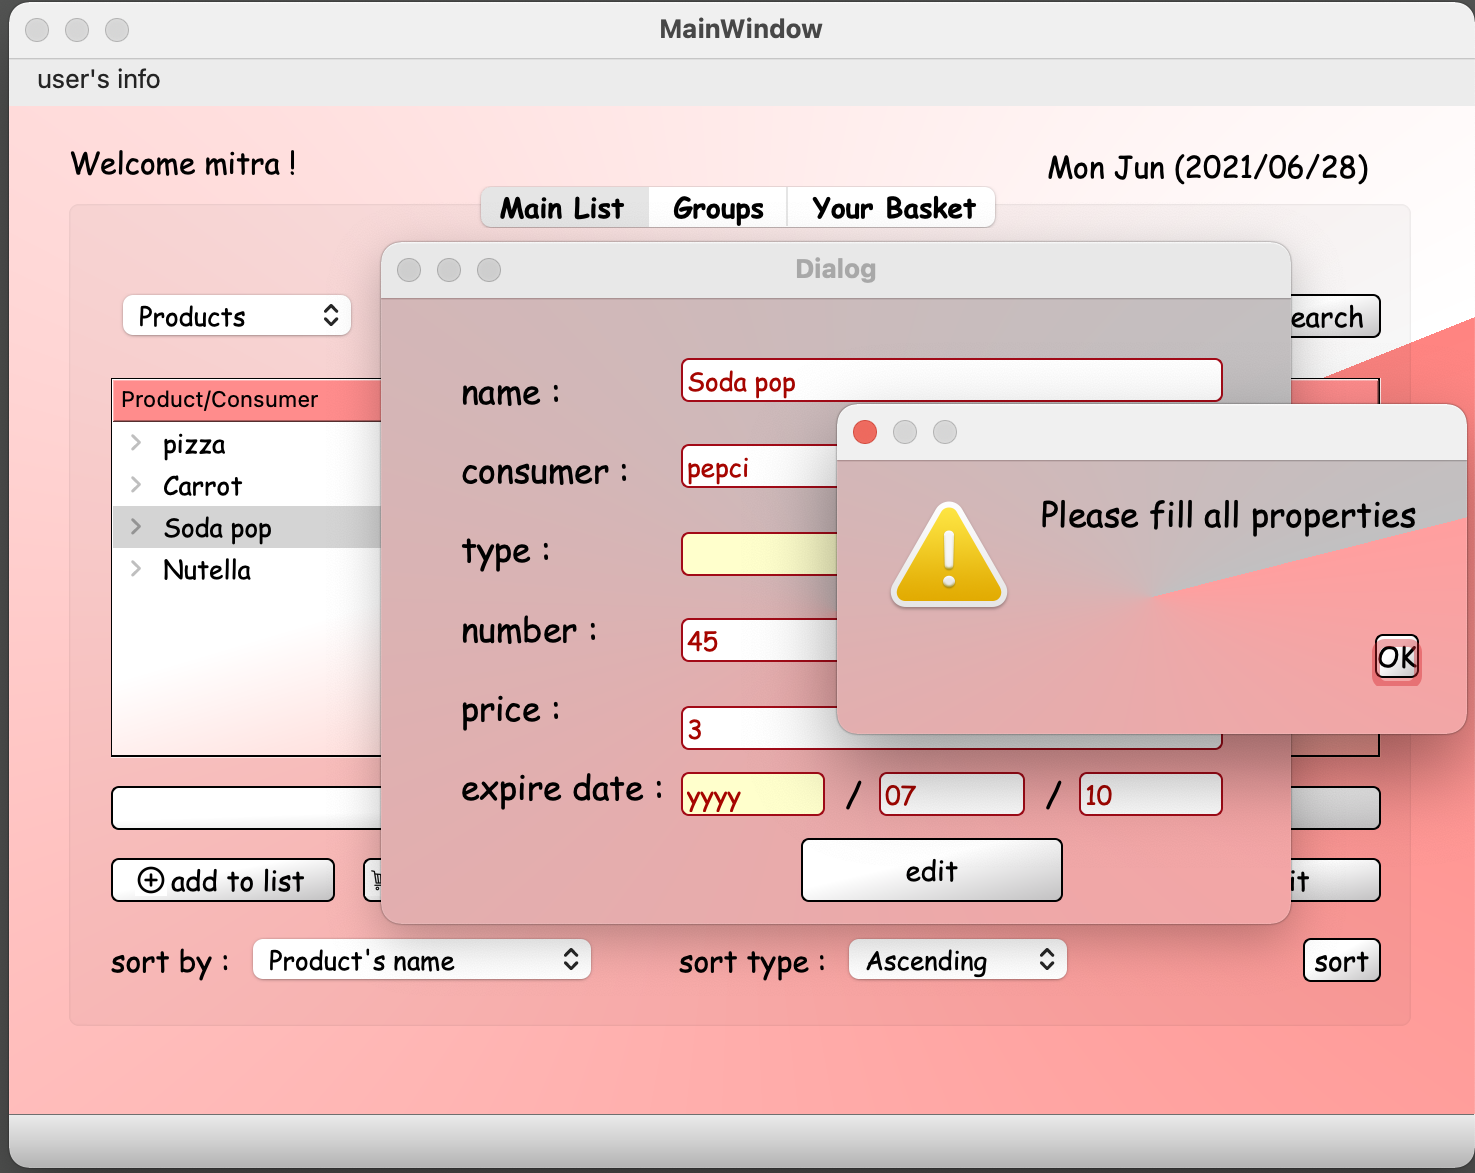 MainWindow
user's info
Welcome mitra !
Mon Jun (2021/06/28)
Main List Groups Your Basket
Dialog
Products
earch
name : Soda pop
Product/Consumer
pizza
Carrot
Soda pop
Nutella
consumer : pepci
Please fill all properties
type :
number : 45
OK
price : 3
expire date : yyyy / 07 / 10
edit
add to list
it
sort by : Product's name
sort type : Ascending
sort